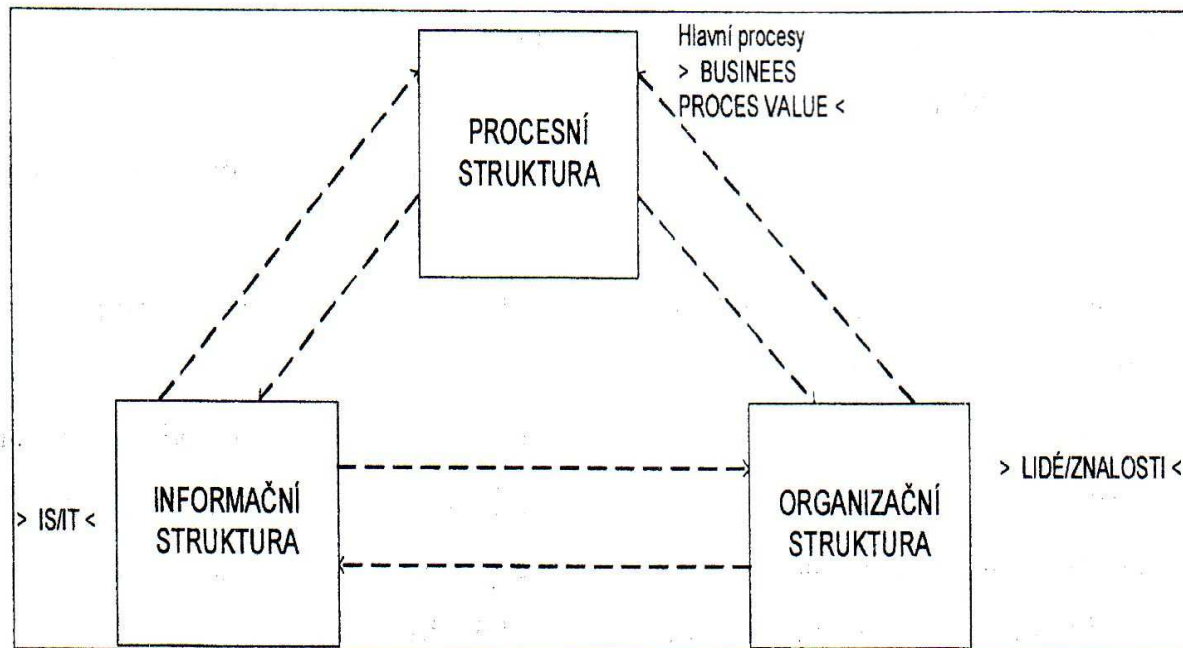 Hlavní procesy
> BUSINEES
PROCES VALUE <
PROCESNÍ
STRUKTURA
> IS/IT <
INFORMAČNÍ
STRUKTURA
ORGANIZAČNÍ
STRUKTURA
> LIDÉ/ZNALOSTI <